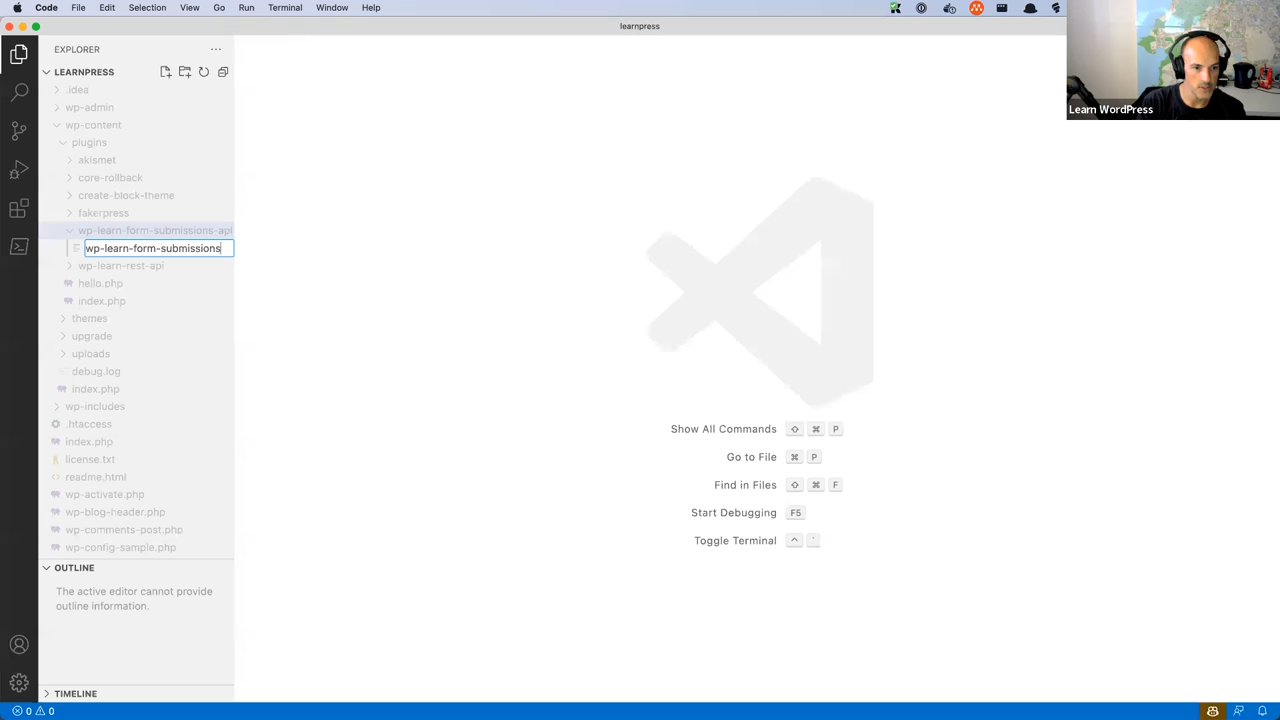 Code File Edit Selection View Go Run Terminal Window Help
learnpress
Learn WordPress
EXPLORER
LEARNPRESS
.idea
wp-admin
wp-content
plugins
akismet
core-rollback
create-block-theme
fakerpress
wp-learn-form-submissions-api
wp-learn-form-submissions
wp-learn-rest-api
hello.php
index.php
themes
upgrade
uploads
debug.log
index.php
wp-includes
.htaccess
index.php
license.txt
readme.html
wp-activate.php
wp-blog-header.php
wp-comments-post.php
wp-config-sample.php
OUTLINE
The active editor cannot provide
outline information.
TIMELINE
Show All Commands ⇧ ⌘ P
Go to File ⌘ P
Find in Files ⇧ ⌘ F
Start Debugging F5
Toggle Terminal ^ `
0 0